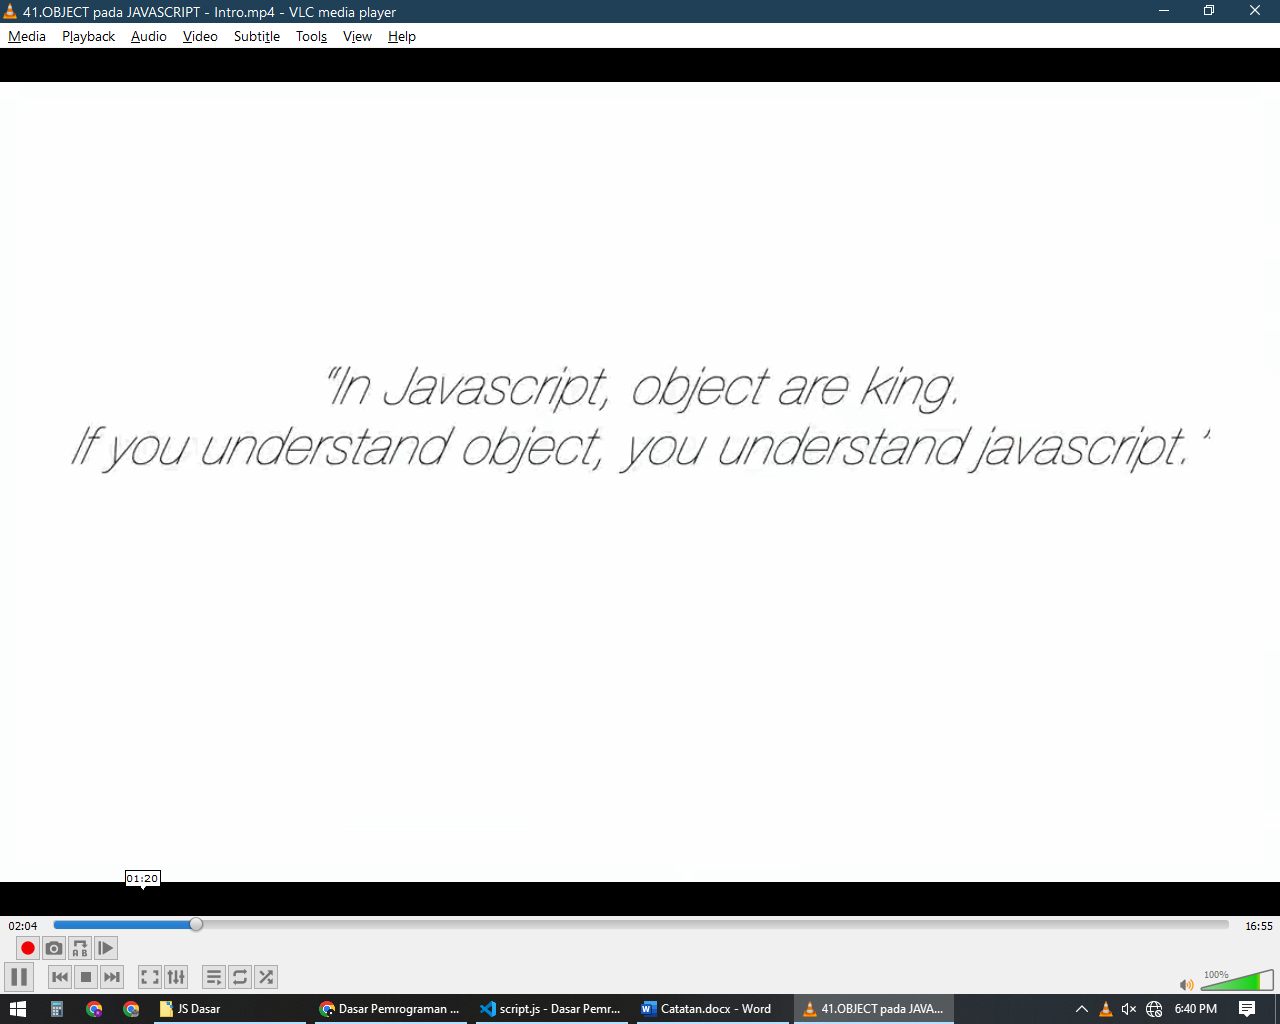 41.OBJECT pada JAVASCRIPT - Intro.mp4 - VLC media player
Media Playback Audio Video Subtitle Tools View Help
“In Javascript, object are king.
If you understand object, you understand javascript.”
01:20
02:04 16:55
A B
100%
JS Dasar Dasar Pemrograman ... script.js - Dasar Pemr... Catatan.docx - Word 41.OBJECT pada JAVA... 6:40 PM